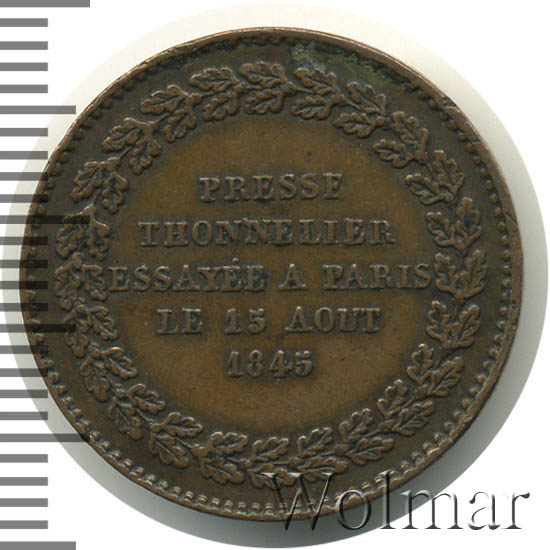 PRESSE
THONNELIER
ESSAYÉE A PARIS
LE 15 AOUT
1845
Wolmar